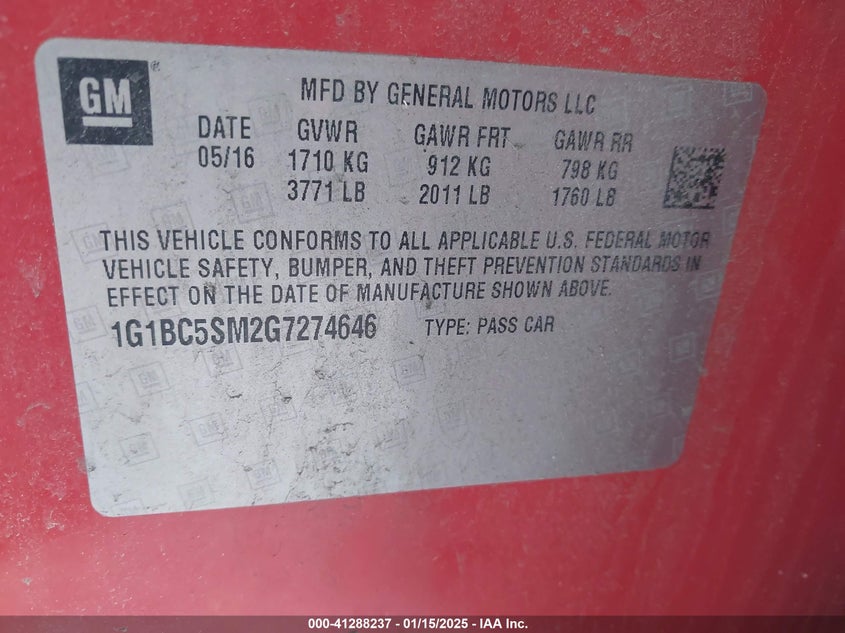 GM
MFD BY GENERAL MOTORS LLC
DATE GVWR GAWR FRT GAWR RR
05/16 1710 KG 912 KG 798 KG
3771 LB 2011 LB 1760 LB
THIS VEHICLE CONFORMS TO ALL APPLICABLE U.S. FEDERAL MOTOR
VEHICLE SAFETY, BUMPER, AND THEFT PREVENTION STANDARDS IN
EFFECT ON THE DATE OF MANUFACTURE SHOWN ABOVE.
1G1BC5SM2G7274646 TYPE: PASS CAR
000-41288237 - 01/15/2025 - IAA Inc.